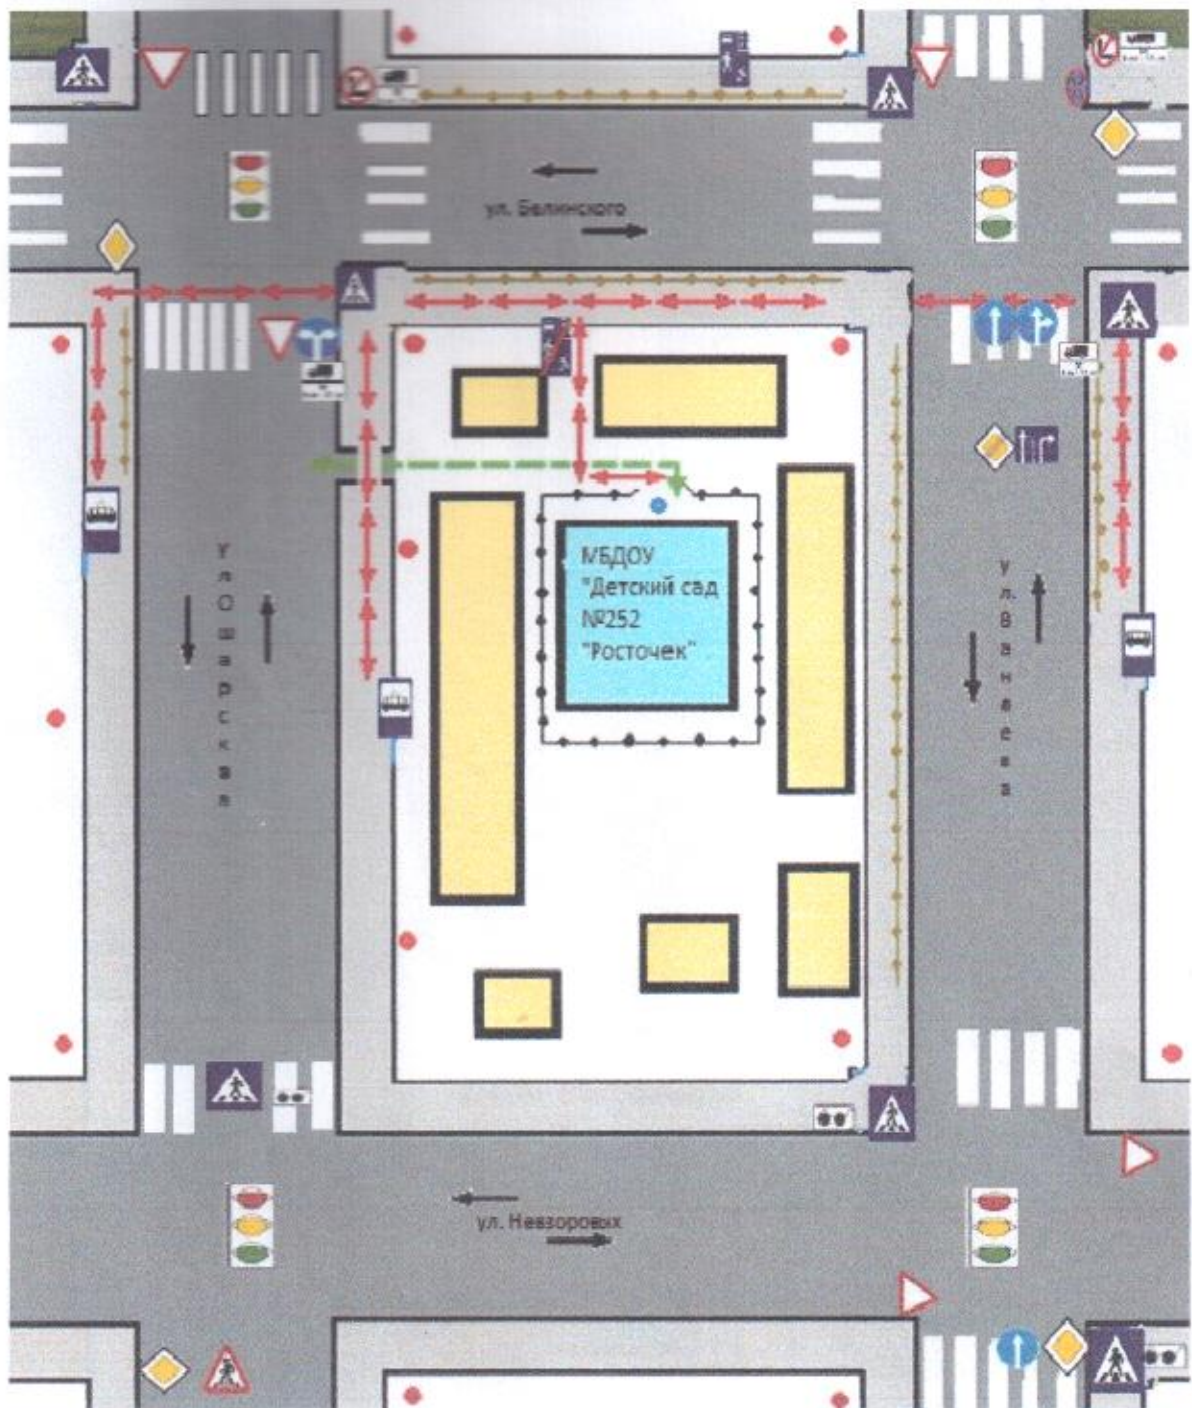 ул. Белинского
МБДОУ
"Детский сад
№252
"Росточек"
ул Ошарская
ул. Ванеева
ул. Невзоровых